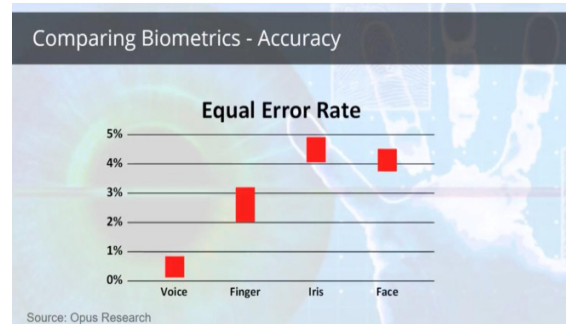 Comparing Biometrics - Accuracy
Equal Error Rate
5%
4%
3%
2%
1%
0%
Voice Finger Iris Face
Source: Opus Research